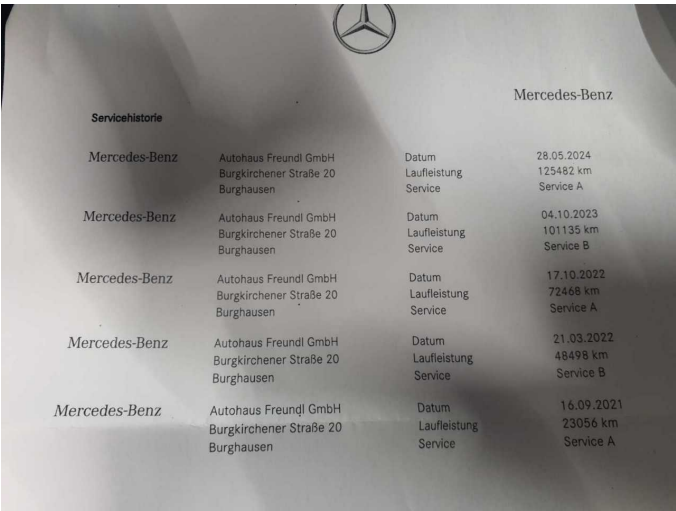 Mercedes-Benz
Servicehistorie
Mercedes-Benz Autohaus Freundl GmbH Datum 28.05.2024
Burgkirchener Straße 20 Laufleistung 125482 km
Burghausen Service Service A
Mercedes-Benz Autohaus Freundl GmbH Datum 04.10.2023
Burgkirchener Straße 20 Laufleistung 101135 km
Burghausen Service Service B
Mercedes-Benz Autohaus Freundl GmbH Datum 17.10.2022
Burgkirchener Straße 20 Laufleistung 72468 km
Burghausen Service Service A
Mercedes-Benz Autohaus Freundl GmbH Datum 21.03.2022
Burgkirchener Straße 20 Laufleistung 48498 km
Burghausen Service Service B
Mercedes-Benz Autohaus Freundl GmbH Datum 16.09.2021
Burgkirchener Straße 20 Laufleistung 23056 km
Burghausen Service Service A